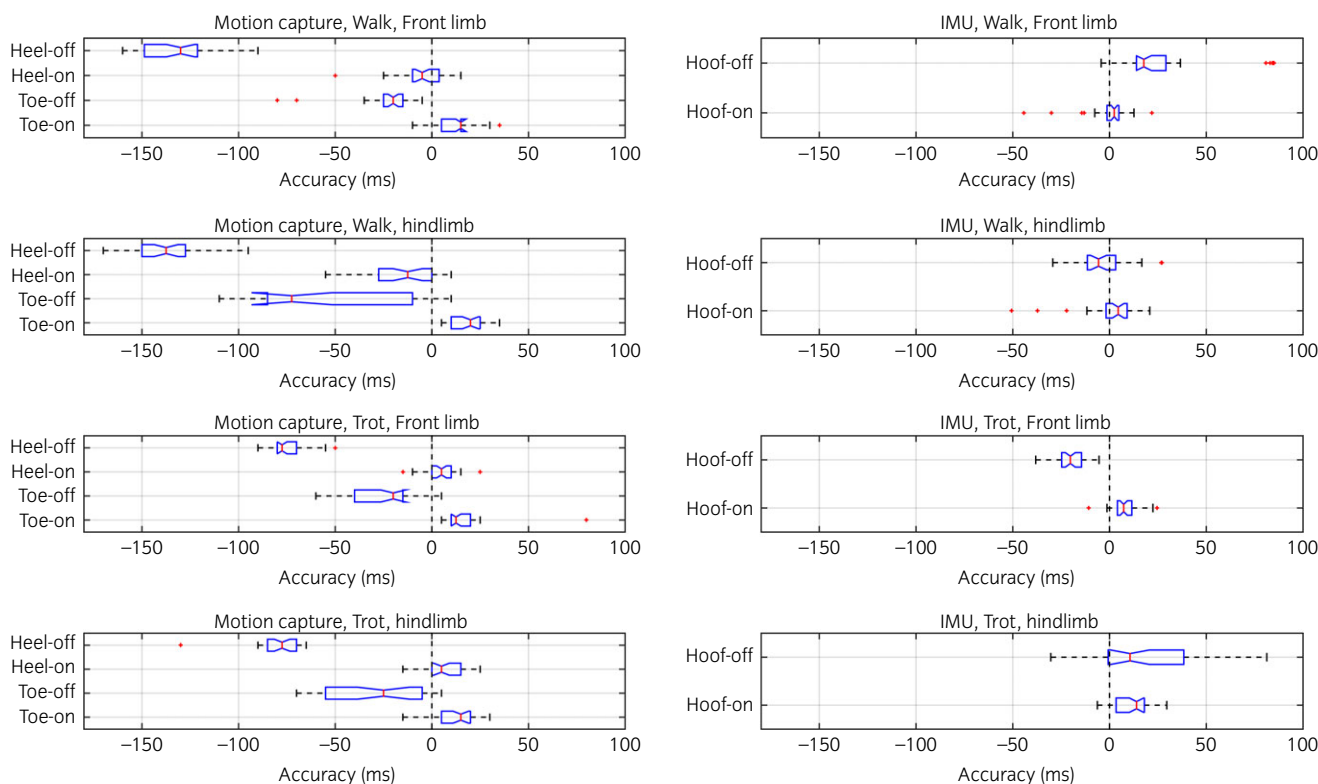 Motion capture, Walk, Front limb
Heel-off
Heel-on
Toe-off
Toe-on
−150 −100 −50 0 50 100
Accuracy (ms)
IMU, Walk, Front limb
Hoof-off
Hoof-on
−150 −100 −50 0 50 100
Accuracy (ms)
Motion capture, Walk, hindlimb
Heel-off
Heel-on
Toe-off
Toe-on
−150 −100 −50 0 50 100
Accuracy (ms)
IMU, Walk, hindlimb
Hoof-off
Hoof-on
−150 −100 −50 0 50 100
Accuracy (ms)
Motion capture, Trot, Front limb
Heel-off
Heel-on
Toe-off
Toe-on
−150 −100 −50 0 50 100
Accuracy (ms)
IMU, Trot, Front limb
Hoof-off
Hoof-on
−150 −100 −50 0 50 100
Accuracy (ms)
Motion capture, Trot, hindlimb
Heel-off
Heel-on
Toe-off
Toe-on
−150 −100 −50 0 50 100
Accuracy (ms)
IMU, Trot, hindlimb
Hoof-off
Hoof-on
−150 −100 −50 0 50 100
Accuracy (ms)